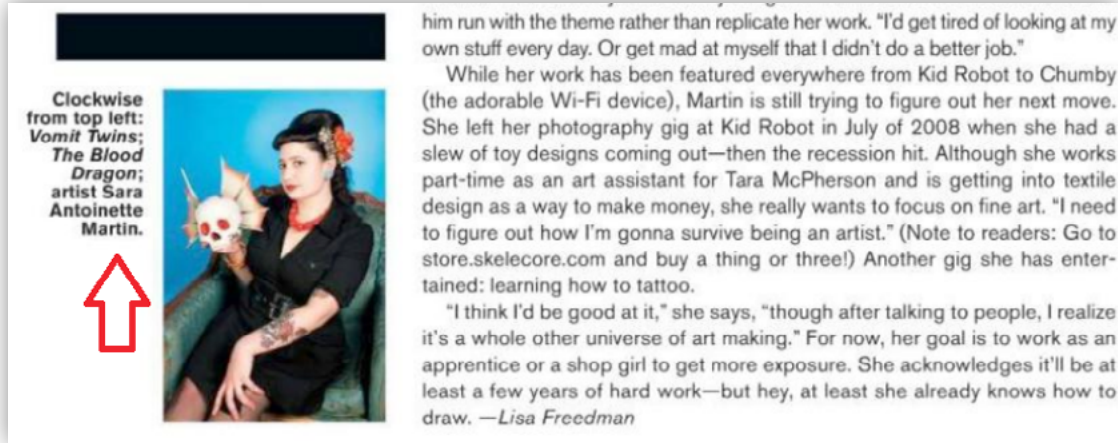 Clockwise
from top left:
Vomit Twins;
The Blood
Dragon;
artist Sara
Antoinette
Martin.
him run with the theme rather than replicate her work. “I’d get tired of looking at my
own stuff every day. Or get mad at myself that I didn’t do a better job.”
While her work has been featured everywhere from Kid Robot to Chumby
(the adorable Wi-Fi device), Martin is still trying to figure out her next move.
She left her photography gig at Kid Robot in July of 2008 when she had a
slew of toy designs coming out—then the recession hit. Although she works
part-time as an art assistant for Tara McPherson and is getting into textile
design as a way to make money, she really wants to focus on fine art. “I need
to figure out how I’m gonna survive being an artist.” (Note to readers: Go to
store.skelecore.com and buy a thing or three!) Another gig she has enter-
tained: learning how to tattoo.
“I think I’d be good at it,” she says, “though after talking to people, I realize
it’s a whole other universe of art making.” For now, her goal is to work as an
apprentice or a shop girl to get more exposure. She acknowledges it’ll be at
least a few years of hard work—but hey, at least she already knows how to
draw. —Lisa Freedman